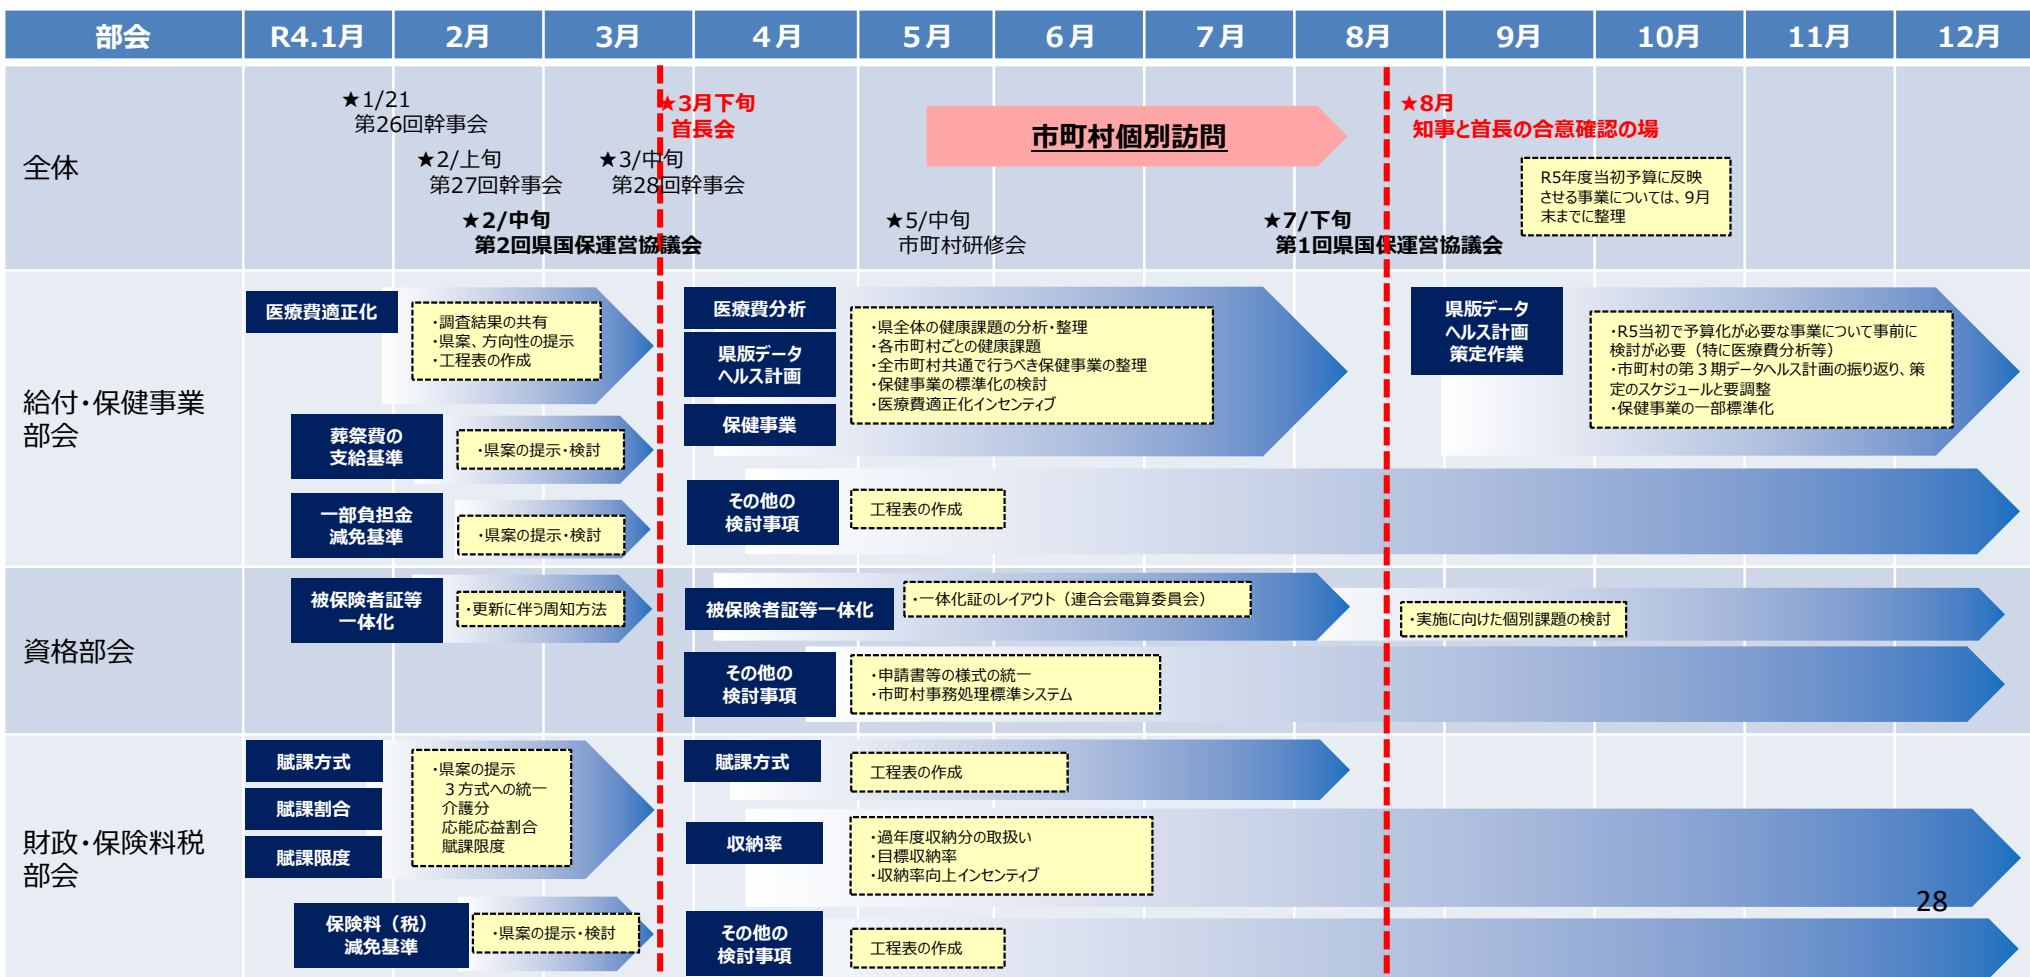 部会
R4.1月
2月
3月
4月
5月
6月
7月
8月
9月
10月
11月
12月
全体
★1/21
第26回幹事会
★2/上旬
第27回幹事会
★2/中旬
第2回県国保運営協議会
★3/中旬
第28回幹事会
★3月下旬
首長会
市町村個別訪問
★5/中旬
市町村研修会
★7/下旬
第1回県国保運営協議会
★8月
知事と首長の合意確認の場
R5年度当初予算に反映
させる事業については、9月
末までに整理
給付・保健事業
部会
医療費適正化
・調査結果の共有
・県案、方向性の提示
・工程表の作成
葬祭費の
支給基準
・県案の提示・検討
一部負担金
減免基準
・県案の提示・検討
医療費分析
県版データ
ヘルス計画
保健事業
・県全体の健康課題の分析・整理
・各市町村ごとの健康課題
・全市町村共通で行うべき保健事業の整理
・保健事業の標準化の検討
・医療費適正化インセンティブ
県版データ
ヘルス計画
策定作業
・R5当初で予算化が必要な事業について事前に
検討が必要（特に医療費分析等）
・市町村の第３期データヘルス計画の振り返り、策
定のスケジュールと要調整
・保健事業の一部標準化
その他の
検討事項
工程表の作成
資格部会
被保険者証等
一体化
・更新に伴う周知方法
被保険者証等一体化
・一体化証のレイアウト（連合会電算委員会）
・実施に向けた個別課題の検討
その他の
検討事項
・申請書等の様式の統一
・市町村事務処理標準システム
財政・保険料税
部会
賦課方式
賦課割合
賦課限度
・県案の提示
３方式への統一
介護分
応能応益割合
賦課限度
保険料（税）
減免基準
・県案の提示・検討
賦課方式
工程表の作成
収納率
・過年度収納分の取扱い
・目標収納率
・収納率向上インセンティブ
その他の
検討事項
工程表の作成
28